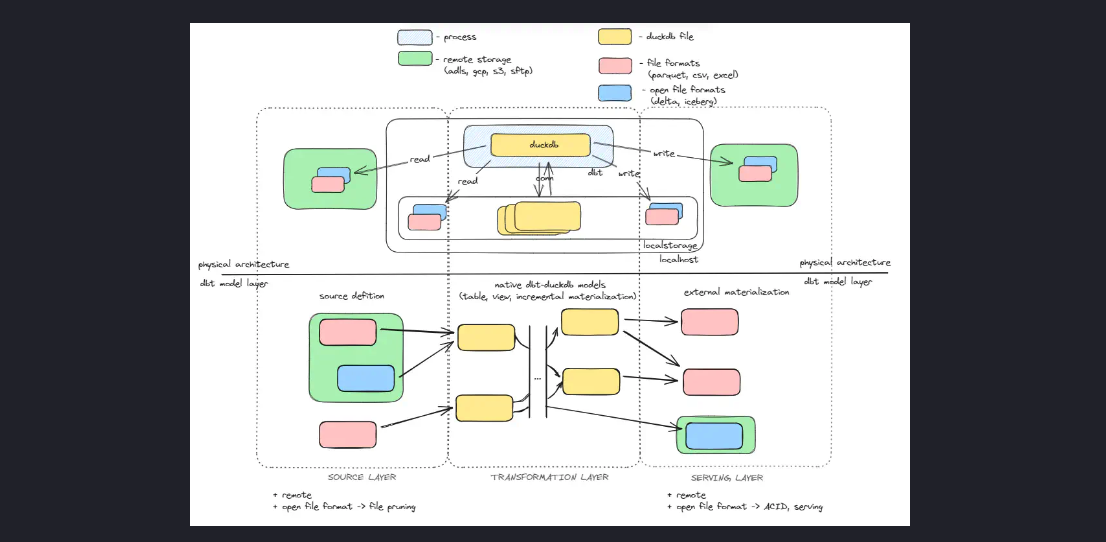 - process
- remote storage
(adls, gcp, s3, sftp)
- duckdb file
- file formats
(parquet, csv, excel)
- open file formats
(delta, iceberg)
duckdb
read
write
read
conn
dbt
write
localstorage
localhost
physical architecture
physical architecture
dbt model layer
dbt model layer
source defition
native dbt-duckdb models
(table, view, incremental materialization)
external materialization
...
SOURCE LAYER
TRANSFORMATION LAYER
SERVING LAYER
+ remote
+ open file format -> file pruning
+ remote
+ open file format -> ACID, serving